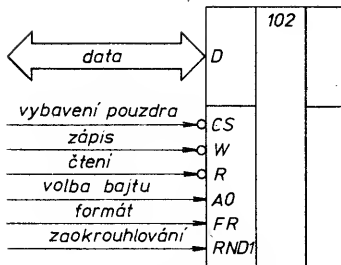 102
data D
vybavení pouzdra CS
zápis W
čtení R
volba bajtu A0
formát FR
zaokrouhlování RND1